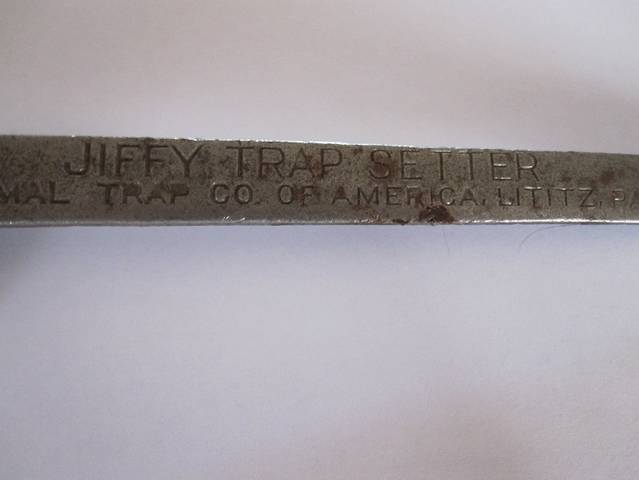 JIFFY TRAP SETTER
MAL TRAP CO. OF AMERICA, LITITZ, PA